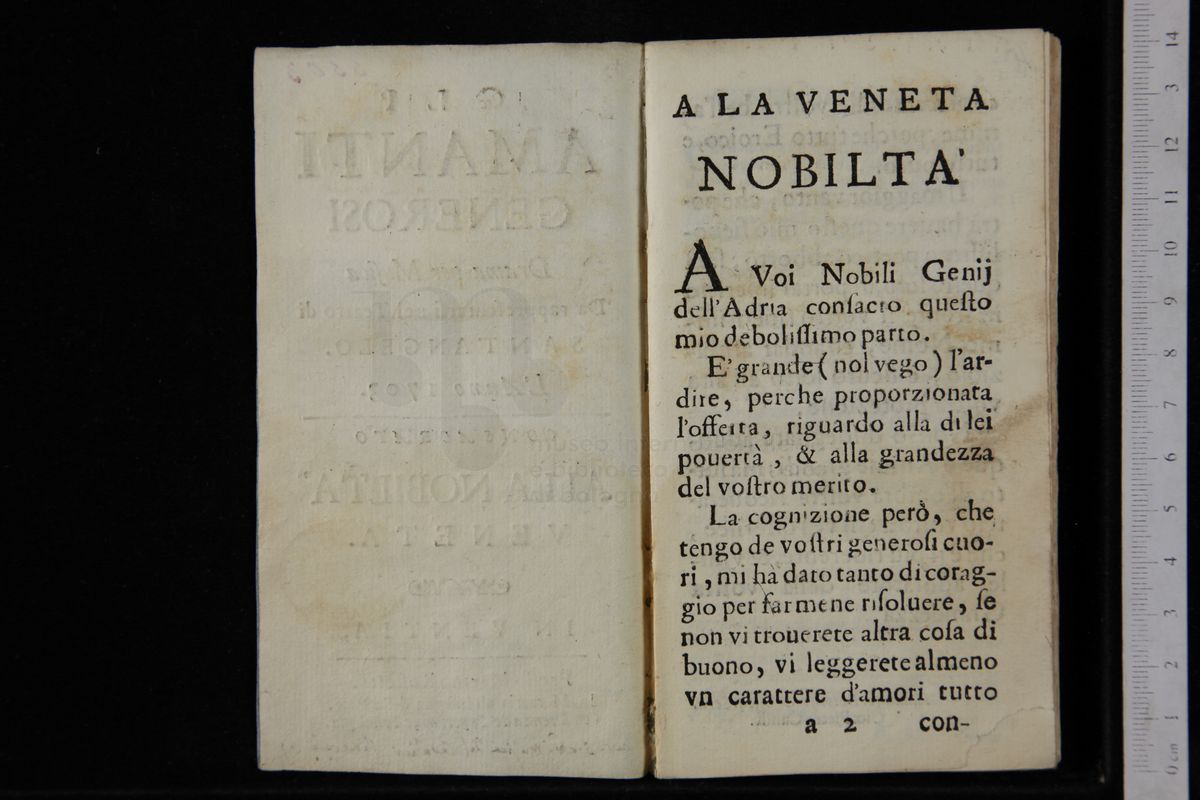 A LA VENETA
NOBILTA'
A Voi Nobili Genij
dell'Adria conſacro queſto
mio deboliſſimo parto.
E' grande ( nol vego ) l'ar-
dire, perche proporzionata
l'offerta, riguardo alla di lei
pouertà, & alla grandezza
del voſtro merito.
La cognizione però, che
tengo de voſtri generoſi cuo-
ri, mi hà dato tanto di corag-
gio per farmene riſoluere, ſe
non vi trouerete altra coſa di
buono, vi leggerete almeno
vn carattere d'amori tutto
a 2 con-